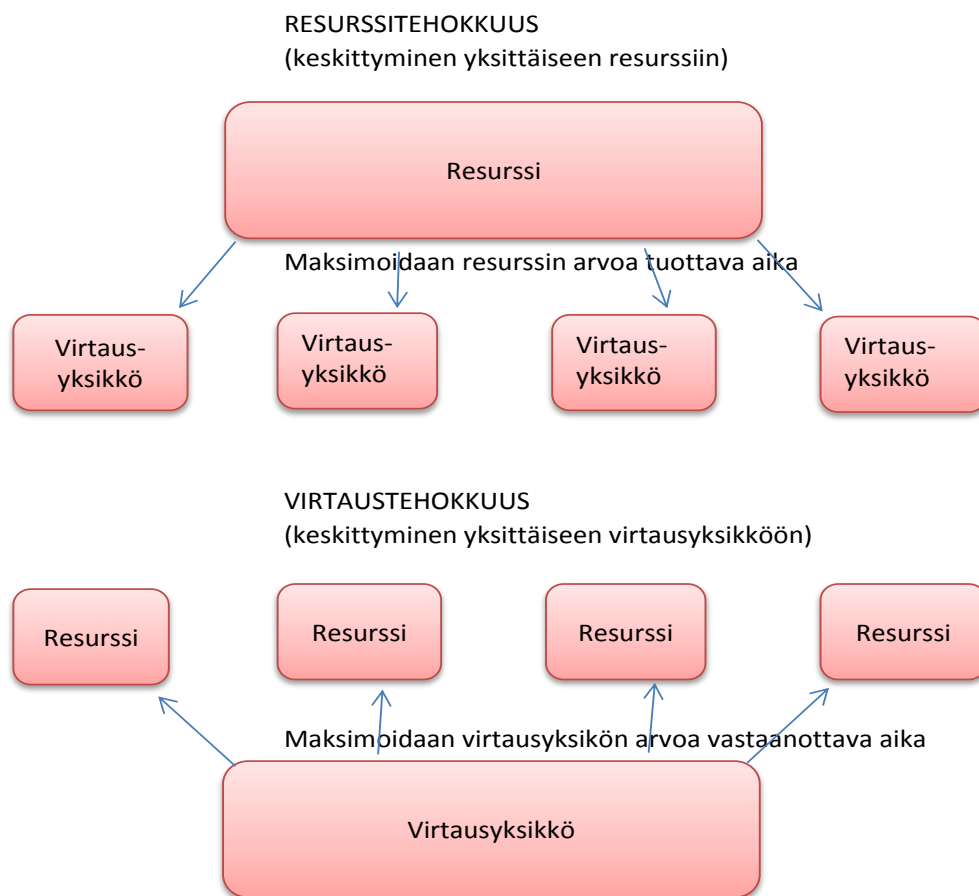 RESURSSITEHOKKUUS
(keskittyminen yksittäiseen resurssiin)
Resurssi
Maksimoidaan resurssin arvoa tuottava aika
Virtaus-
yksikkö
Virtaus-
yksikkö
Virtaus-
yksikkö
Virtaus-
yksikkö
VIRTAUSTEHOKKUUS
(keskittyminen yksittäiseen virtausyksikköön)
Resurssi
Resurssi
Resurssi
Resurssi
Maksimoidaan virtausyksikön arvoa vastaanottava aika
Virtausyksikkö